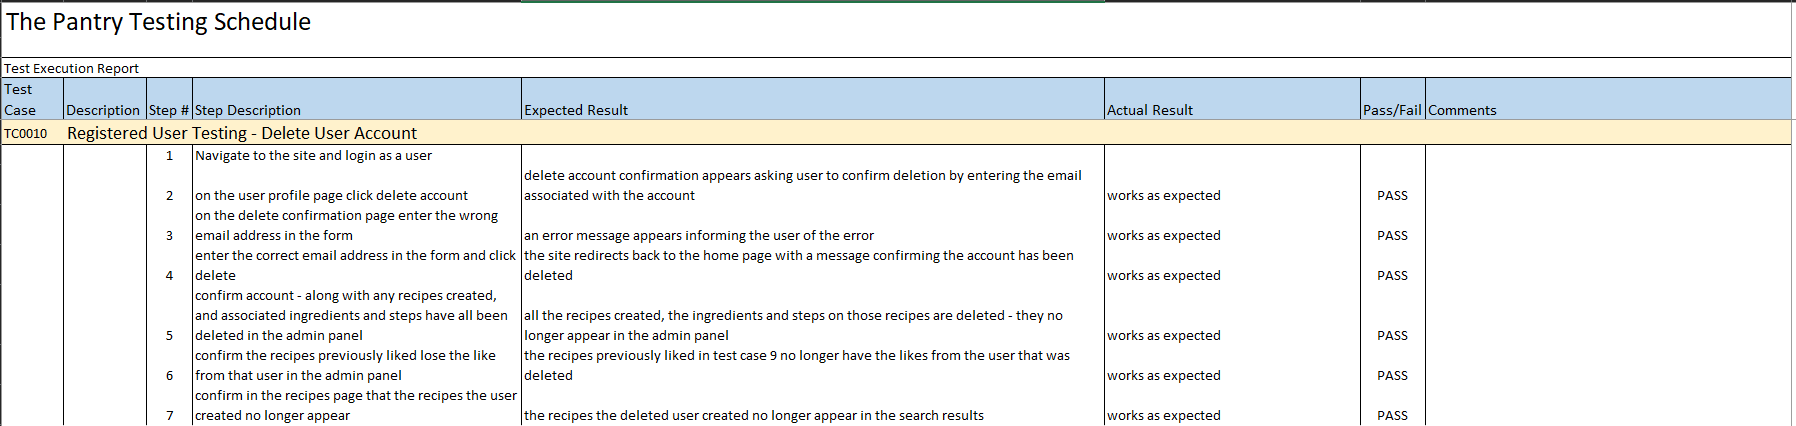 The Pantry Testing Schedule
Test Execution Report
Test
Case
Description
Step #
Step Description
Expected Result
Actual Result
Pass/Fail
Comments
TC0010
Registered User Testing - Delete User Account
1
Navigate to the site and login as a user
2
on the user profile page click delete account
delete account confirmation appears asking user to confirm deletion by entering the email
associated with the account
works as expected
PASS
3
on the delete confirmation page enter the wrong
email address in the form
an error message appears informing the user of the error
works as expected
PASS
4
enter the correct email address in the form and click
delete
the site redirects back to the home page with a message confirming the account has been
deleted
works as expected
PASS
5
confirm account - along with any recipes created,
and associated ingredients and steps have all been
deleted in the admin panel
all the recipes created, the ingredients and steps on those recipes are deleted - they no
longer appear in the admin panel
works as expected
PASS
6
confirm the recipes previously liked lose the like
from that user in the admin panel
the recipes previously liked in test case 9 no longer have the likes from the user that was
deleted
works as expected
PASS
7
confirm in the recipes page that the recipes the user
created no longer appear
the recipes the deleted user created no longer appear in the search results
works as expected
PASS